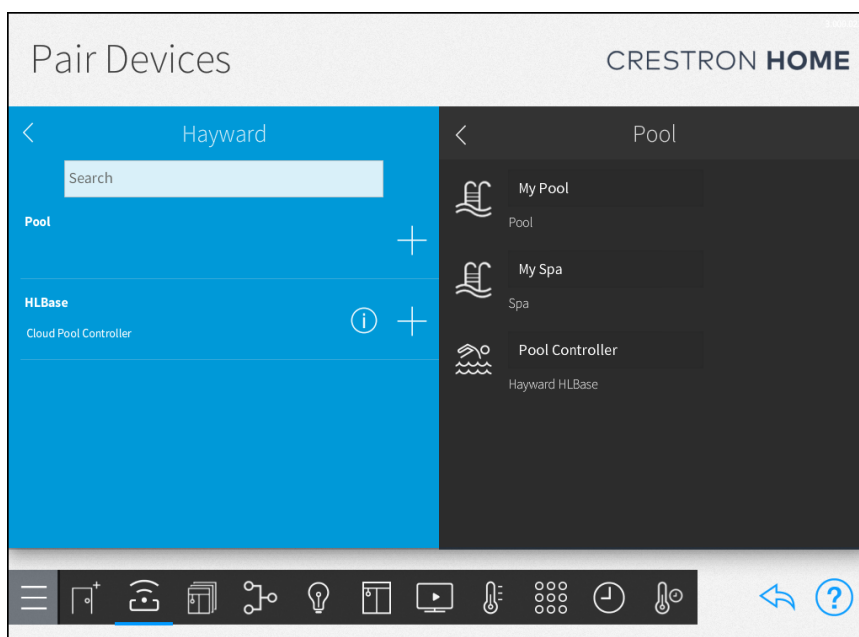 Pair Devices
CRESTRON HOME
Hayward
Search
Pool
HLBase
Cloud Pool Controller
i
Pool
My Pool
Pool
My Spa
Spa
Pool Controller
Hayward HLBase
?